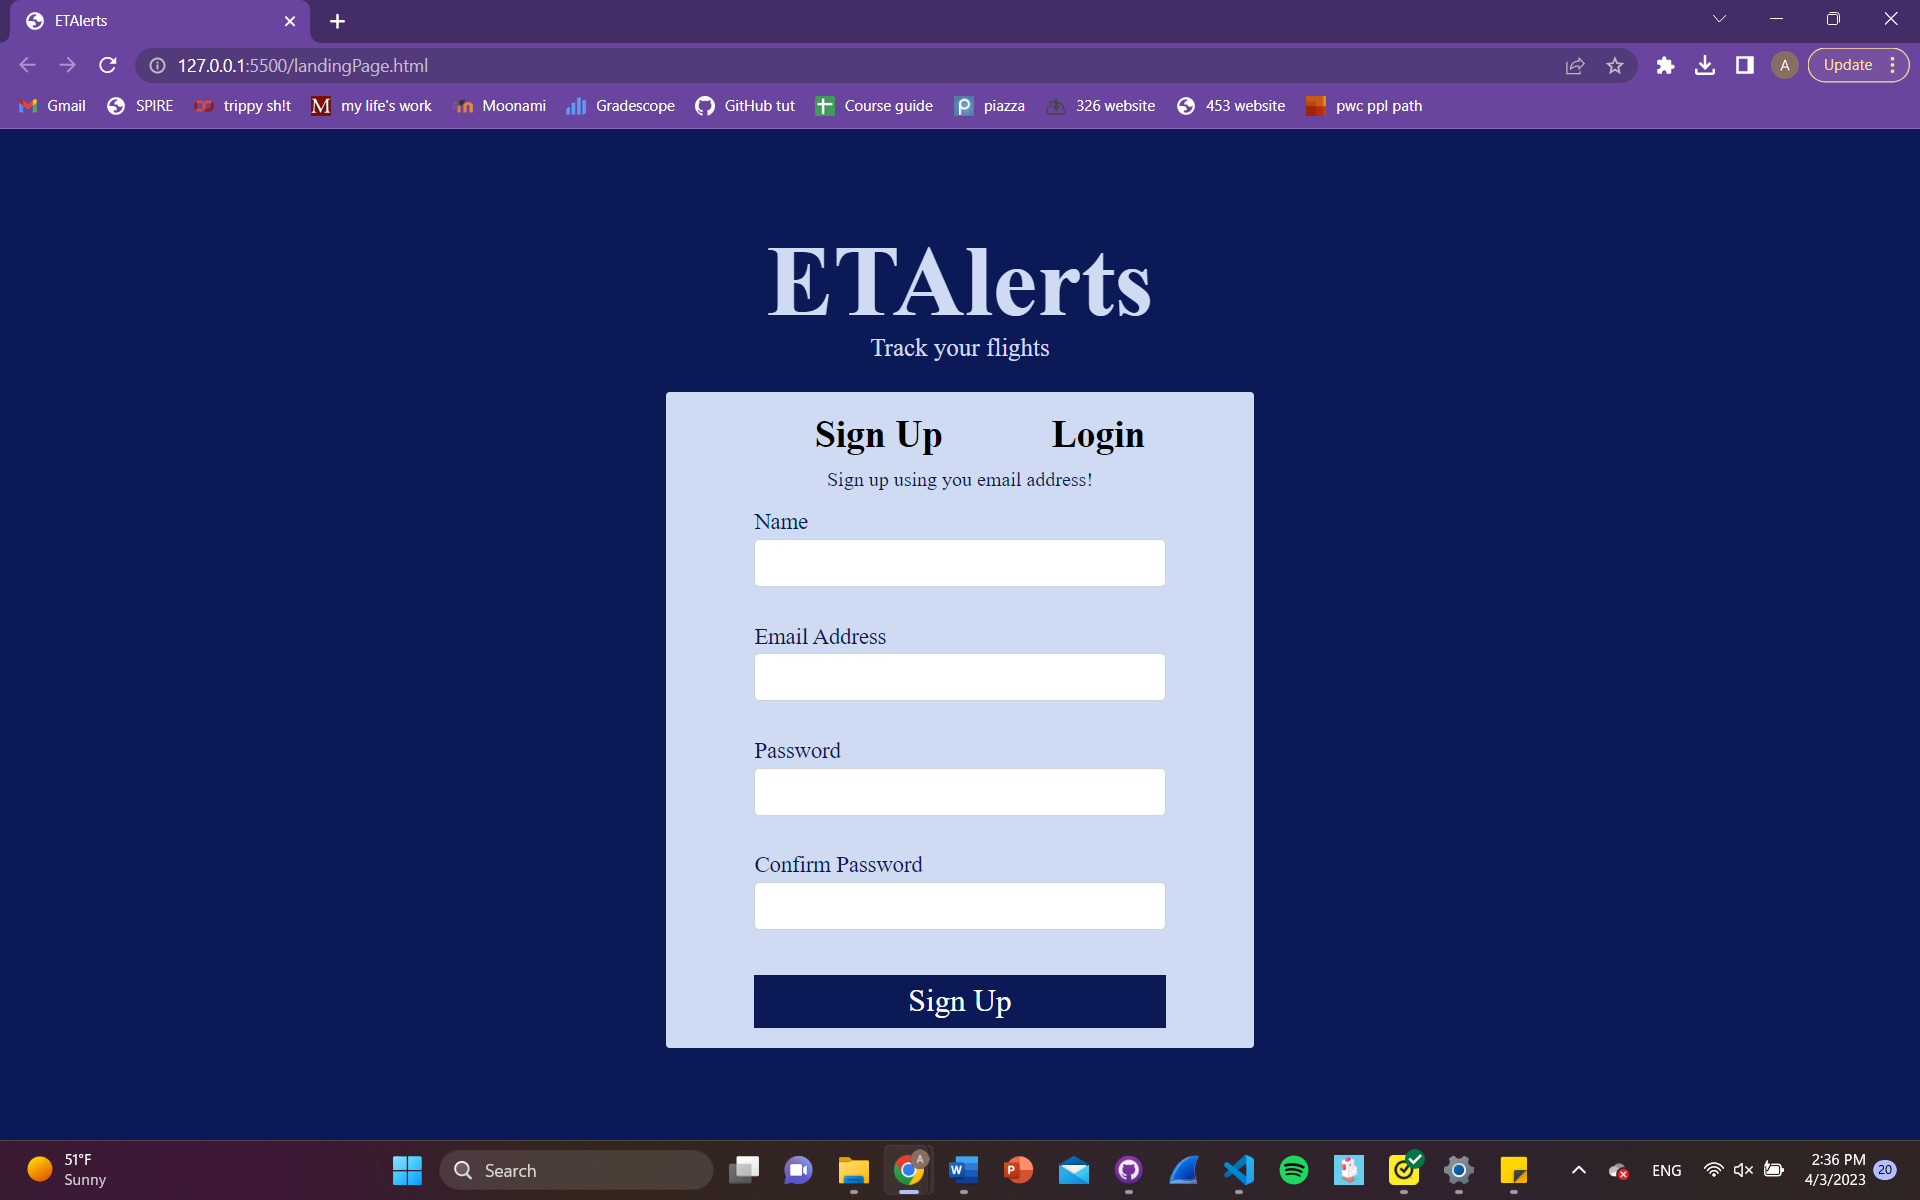 ETAlerts
127.0.0.1:5500/landingPage.html
A
Update
Gmail
SPIRE
trippy sh!t
M
my life's work
Moonami
Gradescope
GitHub tut
Course guide
piazza
326 website
453 website
pwc ppl path
ETAlerts
Track your flights
Sign Up Login
Sign up using you email address!
Name
Email Address
Password
Confirm Password
Sign Up
51°F
Sunny
Search
A
W
P
ENG
2:36 PM
4/3/2023
20